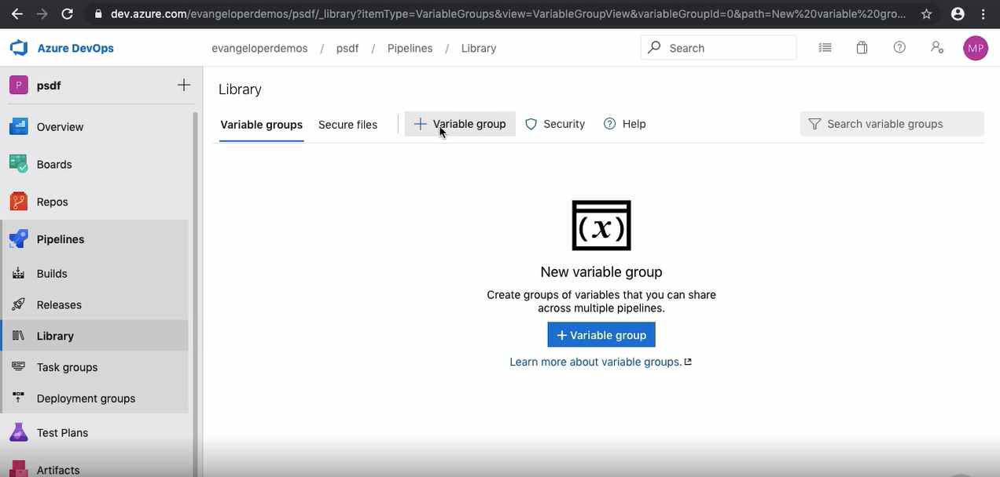 dev.azure.com/evangeloperdemos/psdf/_library?itemType=VariableGroups&view=VariableGroupView&variableGroupId=0&path=New%20variable%20gro...
Azure DevOps
evangeloperdemos / psdf / Pipelines / Library
Search
MP
P
psdf
Library
Overview
Variable groups
Secure files
Variable group
Security
Help
Search variable groups
Boards
Repos
Pipelines
Builds
Releases
Library
Task groups
Deployment groups
Test Plans
Artifacts
(x)
New variable group
Create groups of variables that you can share
across multiple pipelines.
+ Variable group
Learn more about variable groups.